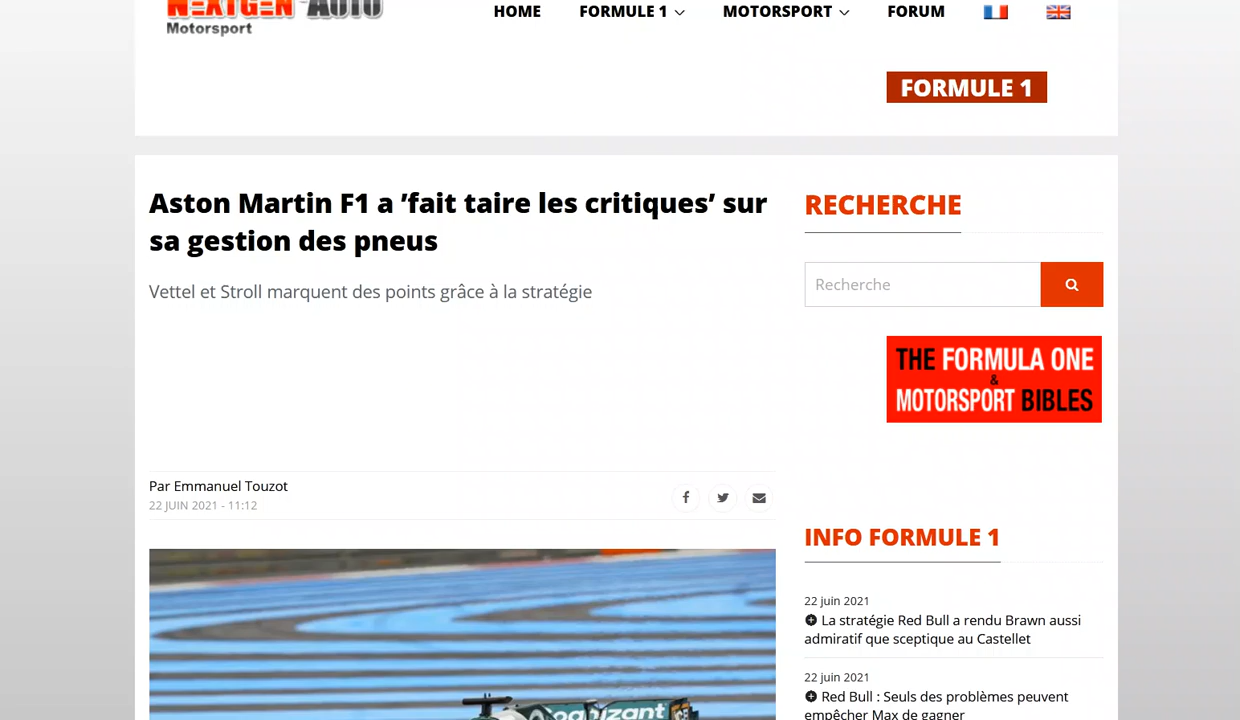 NEXTGEN-AUTO
Motorsport
HOME
FORMULE 1
MOTORSPORT
FORUM
FORMULE 1
Aston Martin F1 a ’fait taire les critiques’ sur
sa gestion des pneus
Vettel et Stroll marquent des points grâce à la stratégie
Par Emmanuel Touzot
22 JUIN 2021 - 11:12
Cognizant
RECHERCHE
Recherche
THE FORMULA ONE
&
MOTORSPORT BIBLES
INFO FORMULE 1
22 juin 2021
La stratégie Red Bull a rendu Brawn aussi
admiratif que sceptique au Castellet
22 juin 2021
Red Bull : Seuls des problèmes peuvent
empêcher Max de gagner